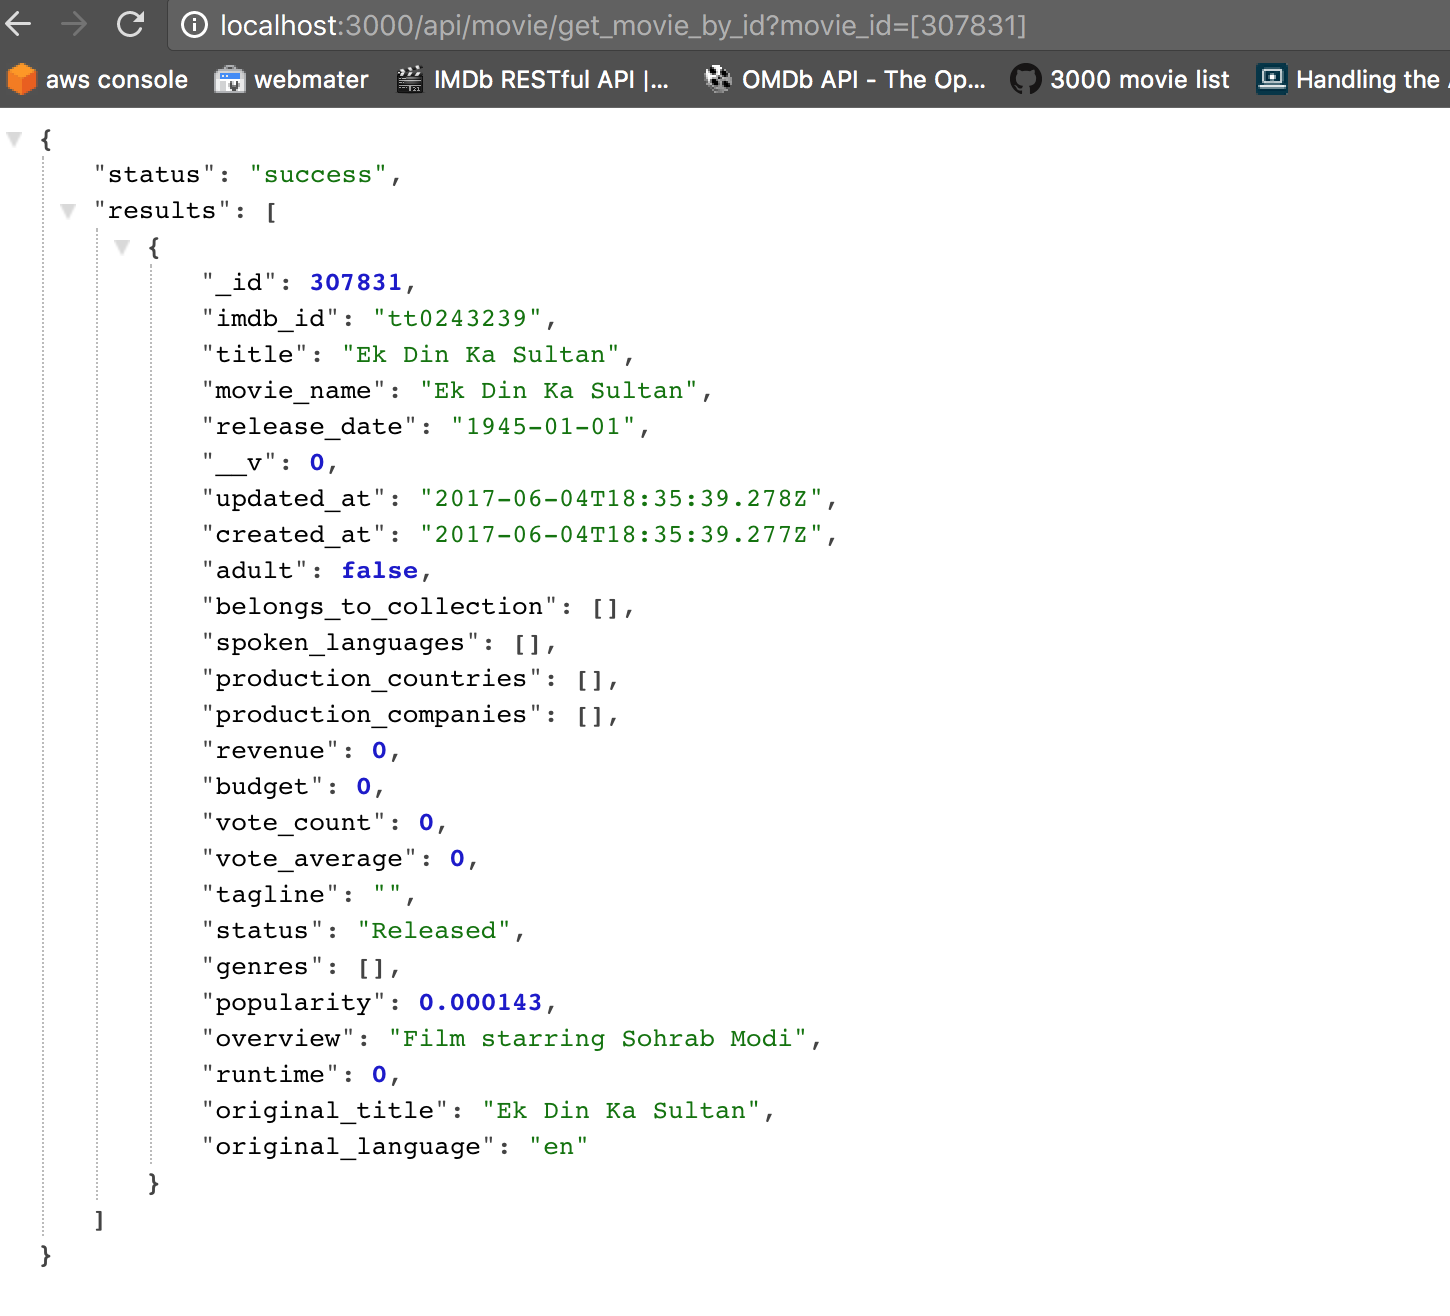 localhost:3000/api/movie/get_movie_by_id?movie_id=[307831]
aws console webmater IMDb RESTful API |... OMDb API - The Op... 3000 movie list Handling the
{
"status": "success",
"results": [
{
"_id": 307831,
"imdb_id": "tt0243239",
"title": "Ek Din Ka Sultan",
"movie_name": "Ek Din Ka Sultan",
"release_date": "1945-01-01",
"__v": 0,
"updated_at": "2017-06-04T18:35:39.278Z",
"created_at": "2017-06-04T18:35:39.277Z",
"adult": false,
"belongs_to_collection": [],
"spoken_languages": [],
"production_countries": [],
"production_companies": [],
"revenue": 0,
"budget": 0,
"vote_count": 0,
"vote_average": 0,
"tagline": "",
"status": "Released",
"genres": [],
"popularity": 0.000143,
"overview": "Film starring Sohrab Modi",
"runtime": 0,
"original_title": "Ek Din Ka Sultan",
"original_language": "en"
}
]
}